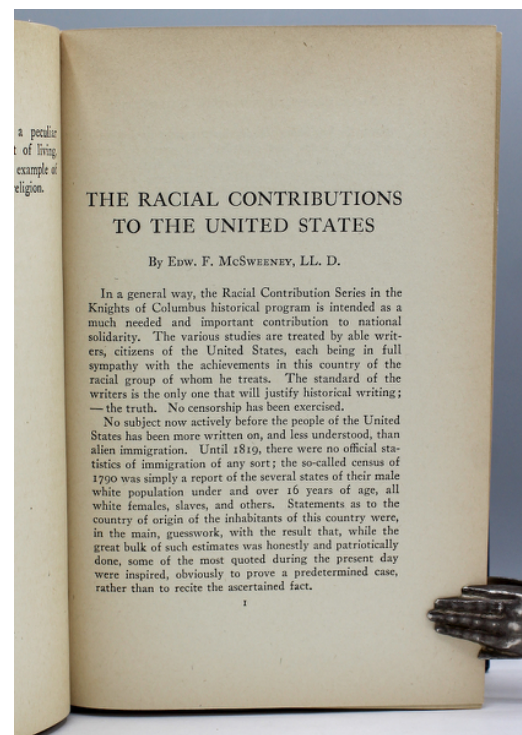 a peculiar
t of living,
example of
eligion.
THE RACIAL CONTRIBUTIONS
TO THE UNITED STATES
By Edw. F. McSweeney, LL. D.
In a general way, the Racial Contribution Series in the
Knights of Columbus historical program is intended as a
much needed and important contribution to national
solidarity. The various studies are treated by able writ-
ers, citizens of the United States, each being in full
sympathy with the achievements in this country of the
racial group of whom he treats. The standard of the
writers is the only one that will justify historical writing;
— the truth. No censorship has been exercised.
No subject now actively before the people of the United
States has been more written on, and less understood, than
alien immigration. Until 1819, there were no official sta-
tistics of immigration of any sort; the so-called census of
1790 was simply a report of the several states of their male
white population under and over 16 years of age, all
white females, slaves, and others. Statements as to the
country of origin of the inhabitants of this country were,
in the main, guesswork, with the result that, while the
great bulk of such estimates was honestly and patriotically
done, some of the most quoted during the present day
were inspired, obviously to prove a predetermined case,
rather than to recite the ascertained fact.
1